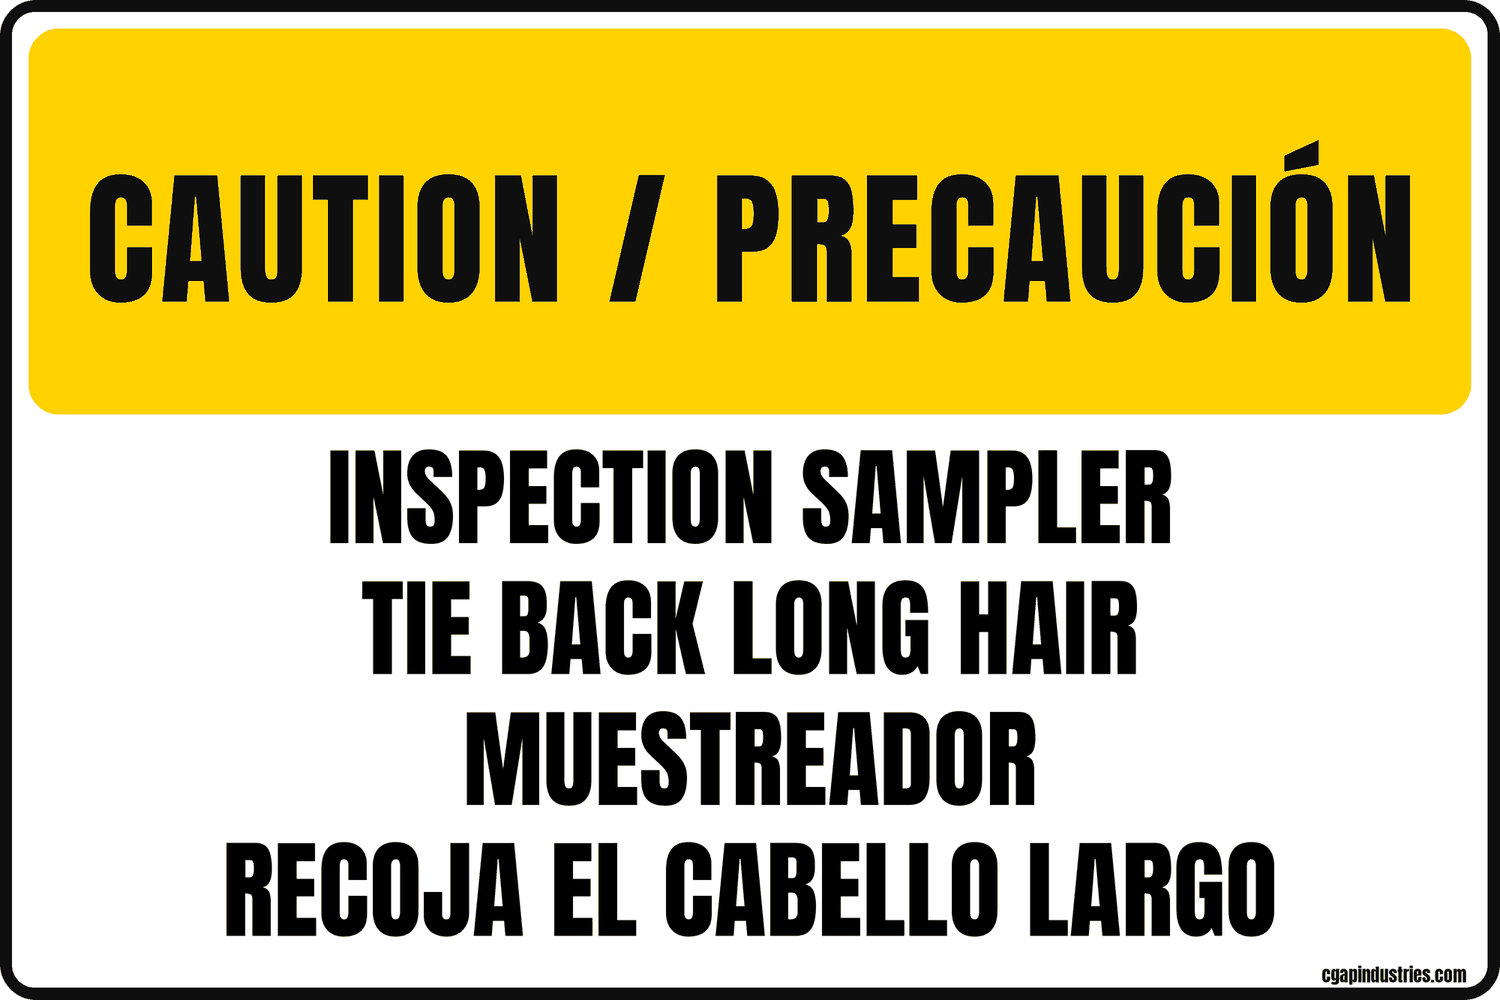 CAUTION / PRECAUCIÓN
INSPECTION SAMPLER
TIE BACK LONG HAIR
MUESTREADOR
RECOJA EL CABELLO LARGO
cgapindustries.com